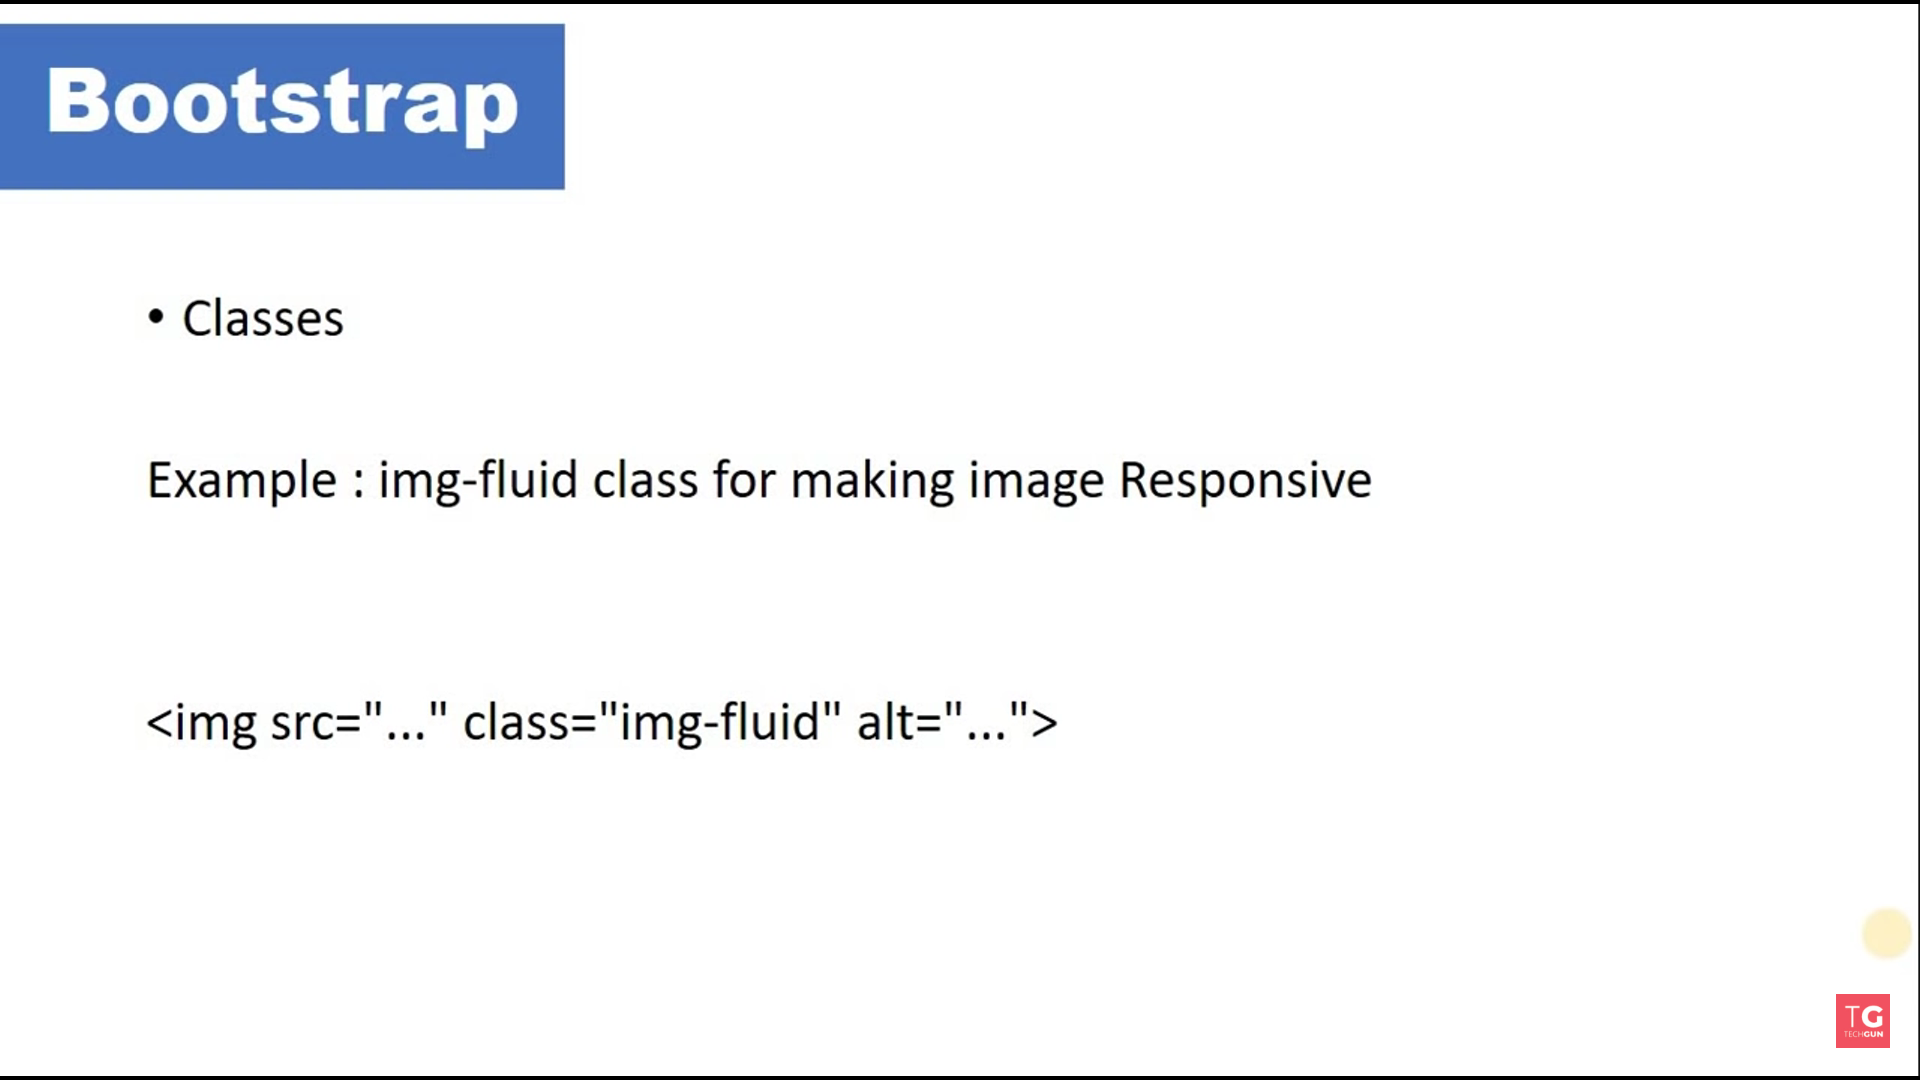 Bootstrap
• Classes
Example : img-fluid class for making image Responsive
<img src="..." class="img-fluid" alt="...">
TG
TECHGUN